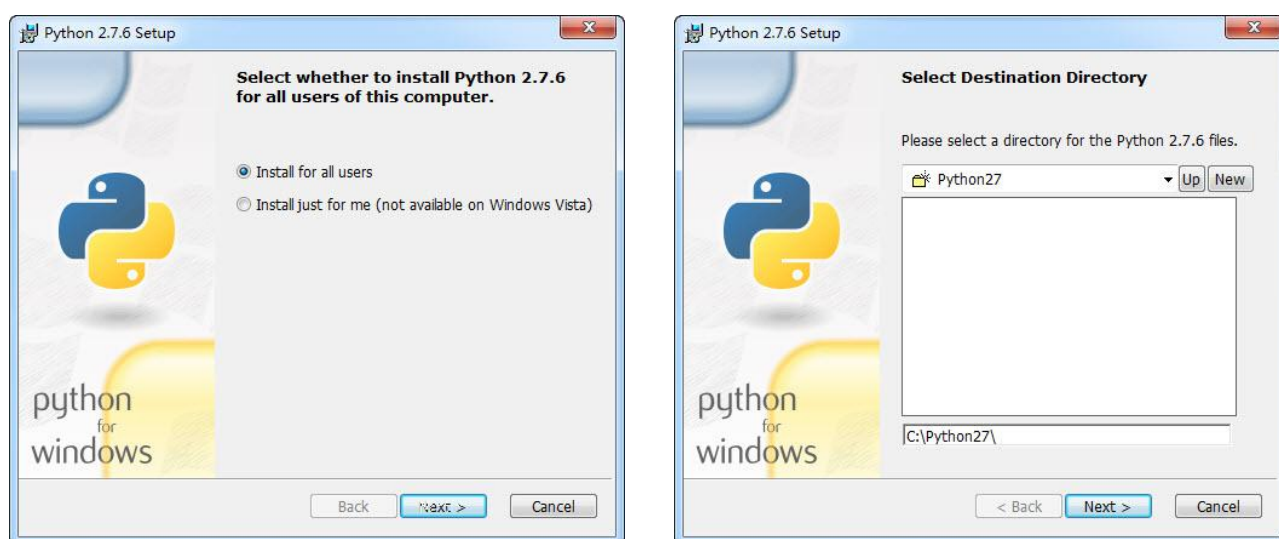 Python 2.7.6 Setup
Select whether to install Python 2.7.6
for all users of this computer.
Install for all users
Install just for me (not available on Windows Vista)
python
for
windows
Back
Next >
Cancel
Python 2.7.6 Setup
Select Destination Directory
Please select a directory for the Python 2.7.6 files.
Python27
Up
New
C:\Python27\
python
for
windows
< Back
Next >
Cancel